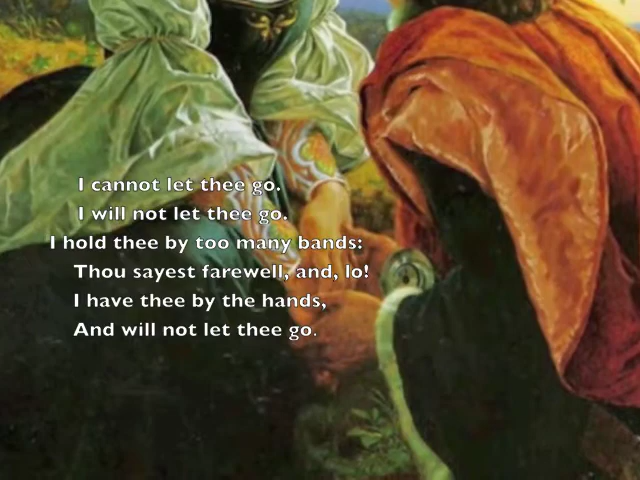 I cannot let thee go.
I will not let thee go.
I hold thee by too many bands:
Thou sayest farewell, and, lo!
I have thee by the hands,
And will not let thee go.